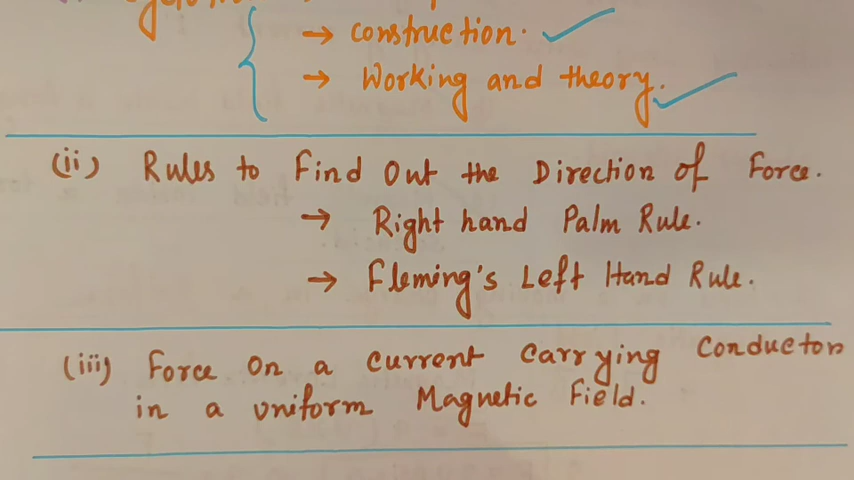 → construction.
→ Working and theory.
(ii) Rules to Find Out the Direction of Force.
→ Right hand Palm Rule.
→ Fleming's Left Hand Rule.
(iii) Force on a current carrying Conductor
in a uniform Magnetic Field.